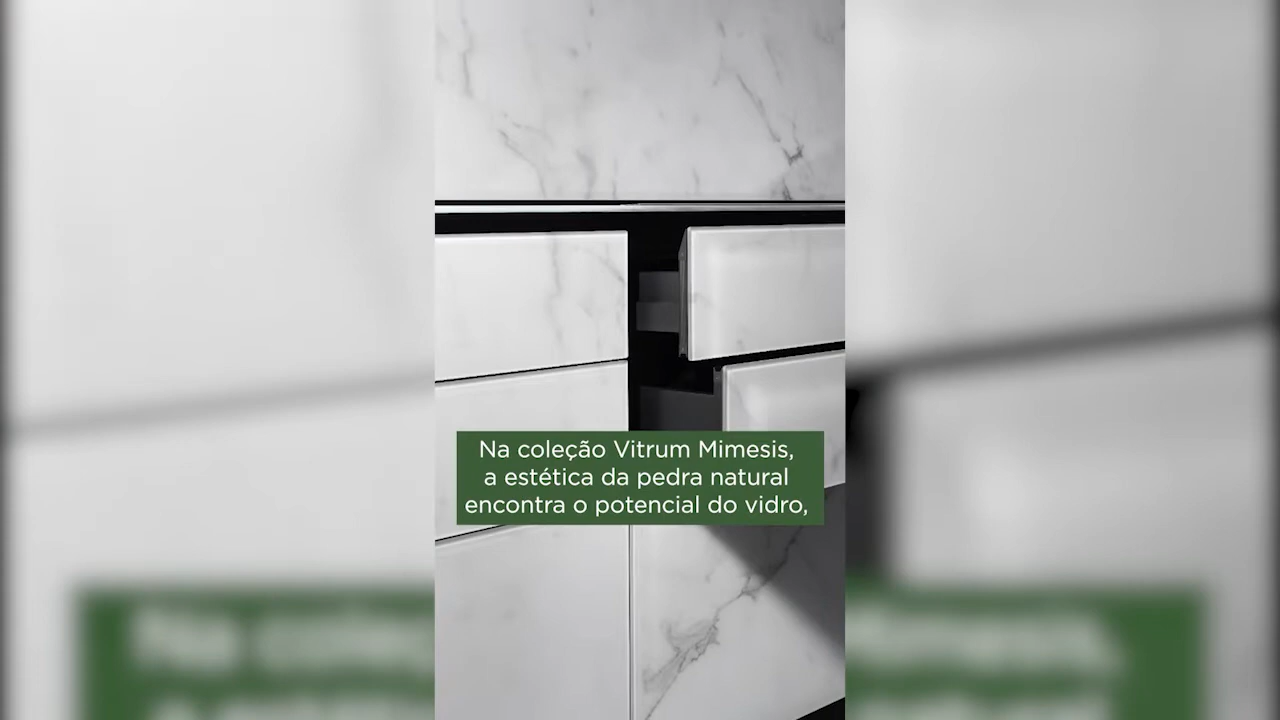 Na coleção Vitrum Mimesis,
a estética da pedra natural
encontra o potencial do vidro,